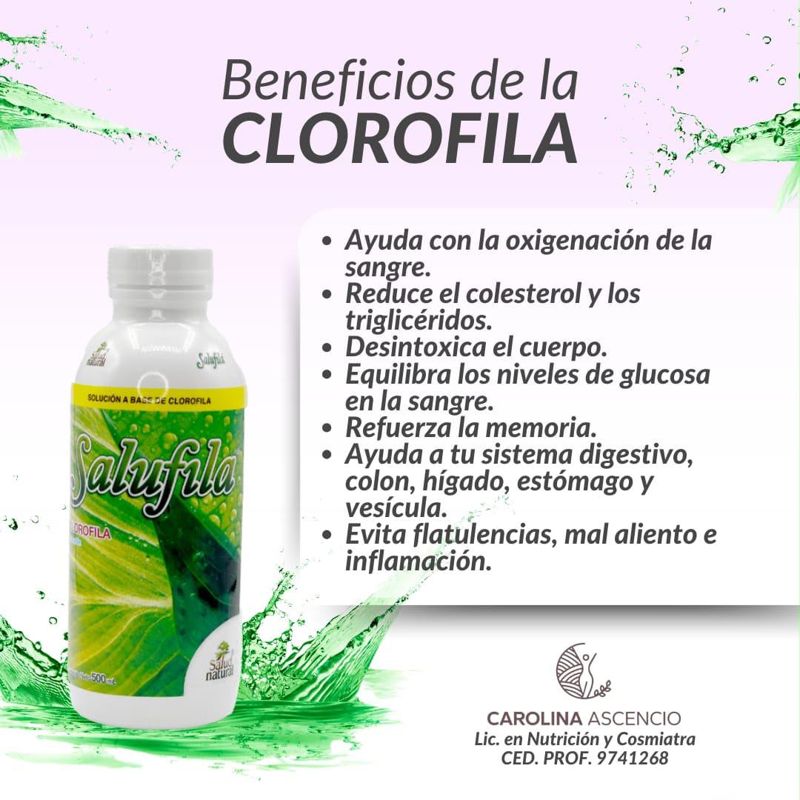 Beneficios de la
CLOROFILA
• Ayuda con la oxigenación de la
sangre.
• Reduce el colesterol y los
triglicéridos.
• Desintoxica el cuerpo.
• Equilibra los niveles de glucosa
en la sangre.
• Refuerza la memoria.
• Ayuda a tu sistema digestivo,
colon, hígado, estómago y
vesícula.
• Evita flatulencias, mal aliento e
inflamación.
Salud
natural
Salufila
SOLUCIÓN A BASE DE CLOROFILA
Salufila
OROFILA
Salud
natural
500
CAROLINA ASCENCIO
Lic. en Nutrición y Cosmiatra
CED. PROF. 9741268